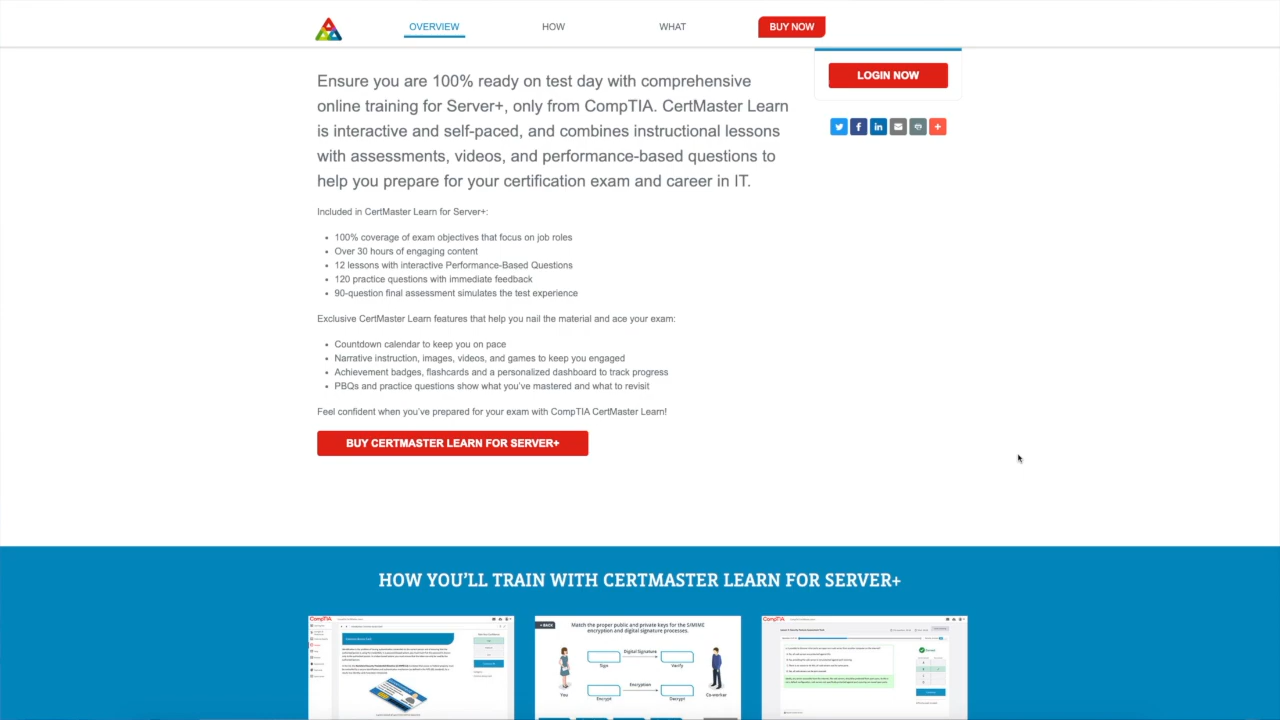 OVERVIEW
HOW
WHAT
BUY NOW
LOGIN NOW
Ensure you are 100% ready on test day with comprehensive
online training for Server+, only from CompTIA. CertMaster Learn
is interactive and self-paced, and combines instructional lessons
with assessments, videos, and performance-based questions to
help you prepare for your certification exam and career in IT.
Included in CertMaster Learn for Server+:
100% coverage of exam objectives that focus on job roles
Over 30 hours of engaging content
12 lessons with interactive Performance-Based Questions
120 practice questions with immediate feedback
90-question final assessment simulates the test experience
Exclusive CertMaster Learn features that help you nail the material and ace your exam:
Countdown calendar to keep you on pace
Narrative instruction, images, videos, and games to keep you engaged
Achievement badges, flashcards and a personalized dashboard to track progress
PBQs and practice questions show what you've mastered and what to revisit
Feel confident when you've prepared for your exam with CompTIA CertMaster Learn!
BUY CERTMASTER LEARN FOR SERVER+
HOW YOU'LL TRAIN WITH CERTMASTER LEARN FOR SERVER+
CompTIA
BACK
Match the proper public and private keys for the S/MIME
encryption and digital signature processes.
Digital Signature
Sign
Verify
Encryption
You
Encrypt
Decrypt
Co-worker
CompTIA